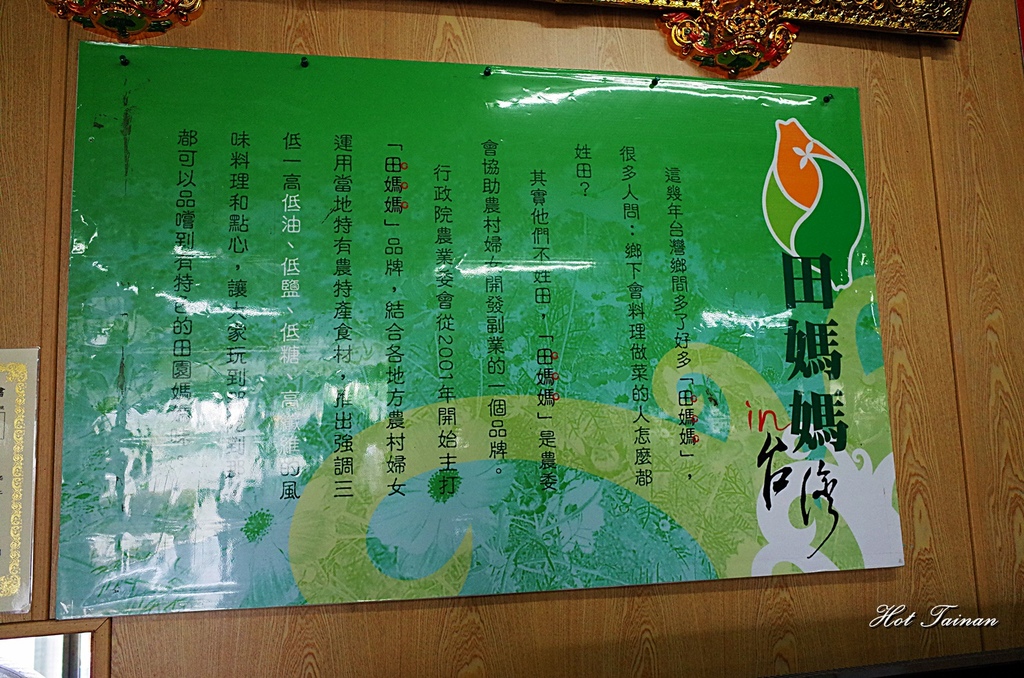 田媽媽
in
台灣
這幾年台灣鄉間多了好多「田媽媽」，
很多人問：鄉下會料理做菜的人怎麼都
姓田？
其實他們不姓田，「田媽媽」是農委
會協助農村婦女開發副業的一個品牌。
行政院農業委會從2001年開始主打
「田媽媽」品牌，結合各地方農村婦女
運用當地特有農特產食材，推出強調三
低一高低油、低鹽、低糖、高纖維的風
味料理和點心，讓大家玩到
都可以品嚐到有特色的田園媽媽
Hot Tainan